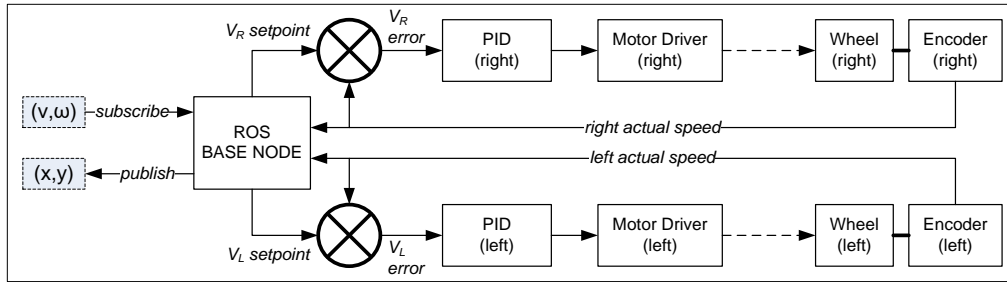 V_R setpoint
V_R
error
PID
(right)
Motor Driver
(right)
Wheel
(right)
Encoder
(right)
(v,ω)
subscribe
ROS
BASE NODE
right actual speed
left actual speed
(x,y)
publish
V_L setpoint
V_L
error
PID
(left)
Motor Driver
(left)
Wheel
(left)
Encoder
(left)